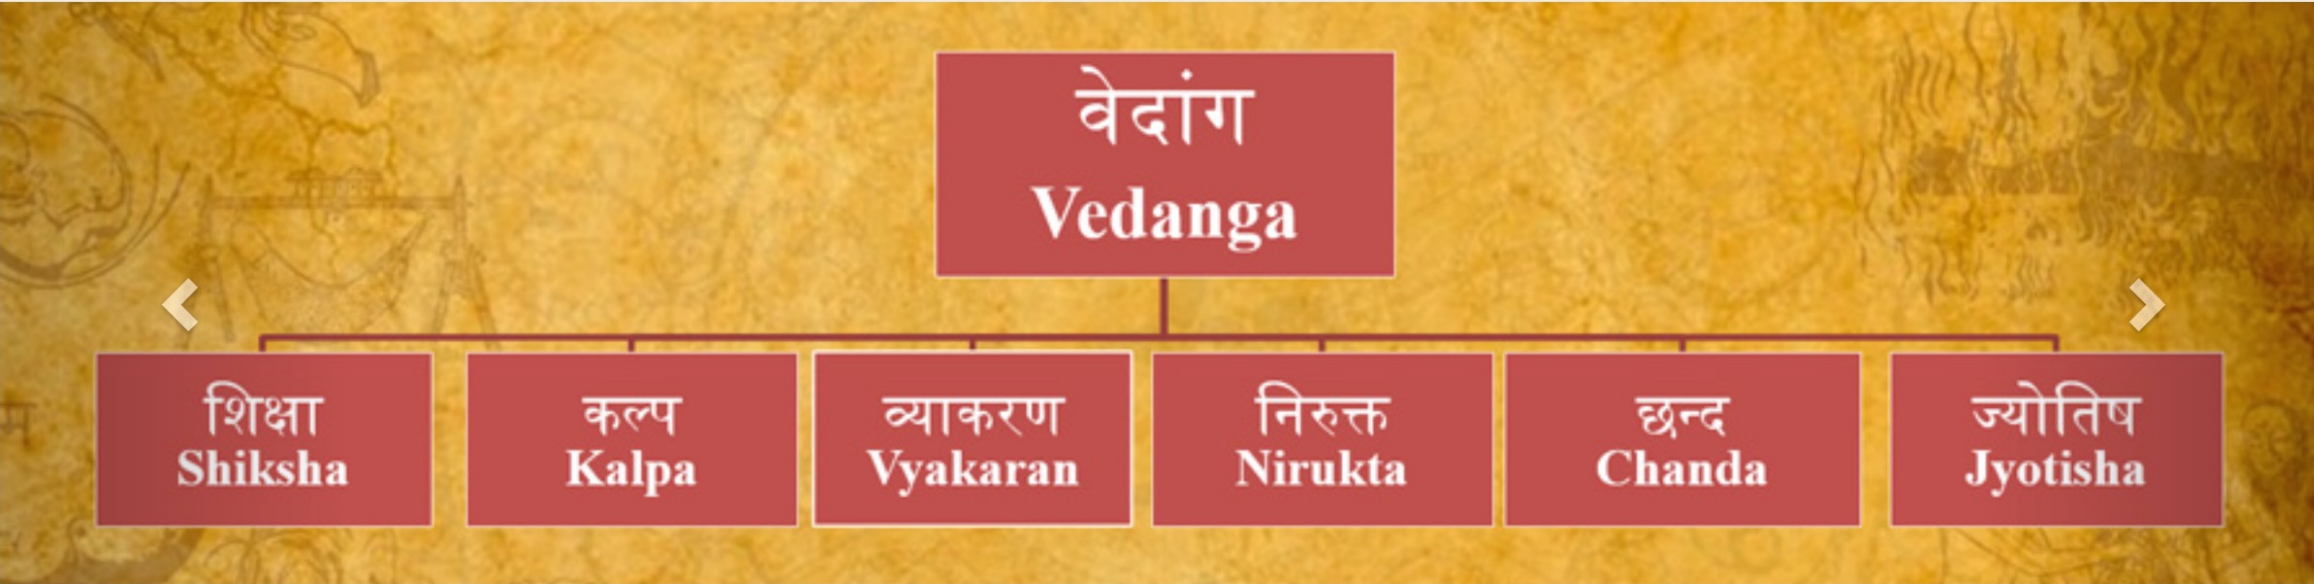 वेदांग
Vedanga
शिक्षा
Shiksha
कल्प
Kalpa
व्याकरण
Vyakaran
निरुक्त
Nirukta
छन्द
Chanda
ज्योतिष
Jyotisha